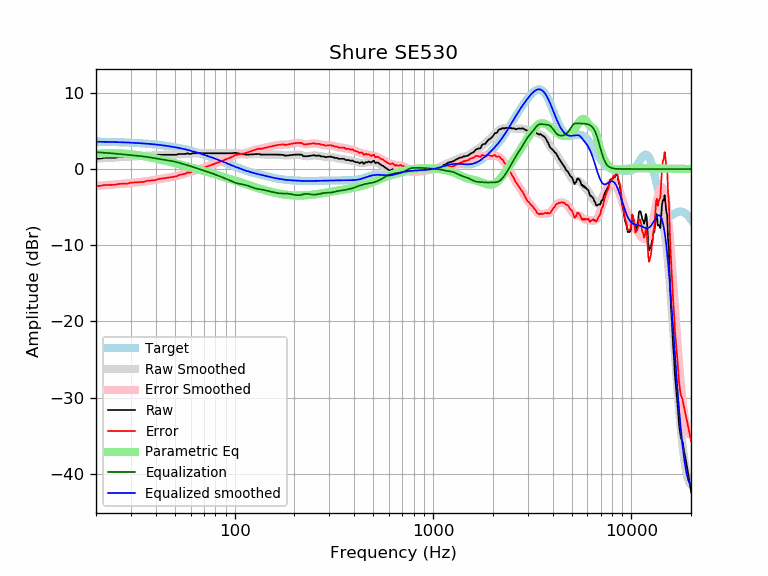 Shure SE530
Amplitude (dBr)
10
0
−10
−20
−30
−40
Target
Raw Smoothed
Error Smoothed
Raw
Error
Parametric Eq
Equalization
Equalized smoothed
100
1000
10000
Frequency (Hz)